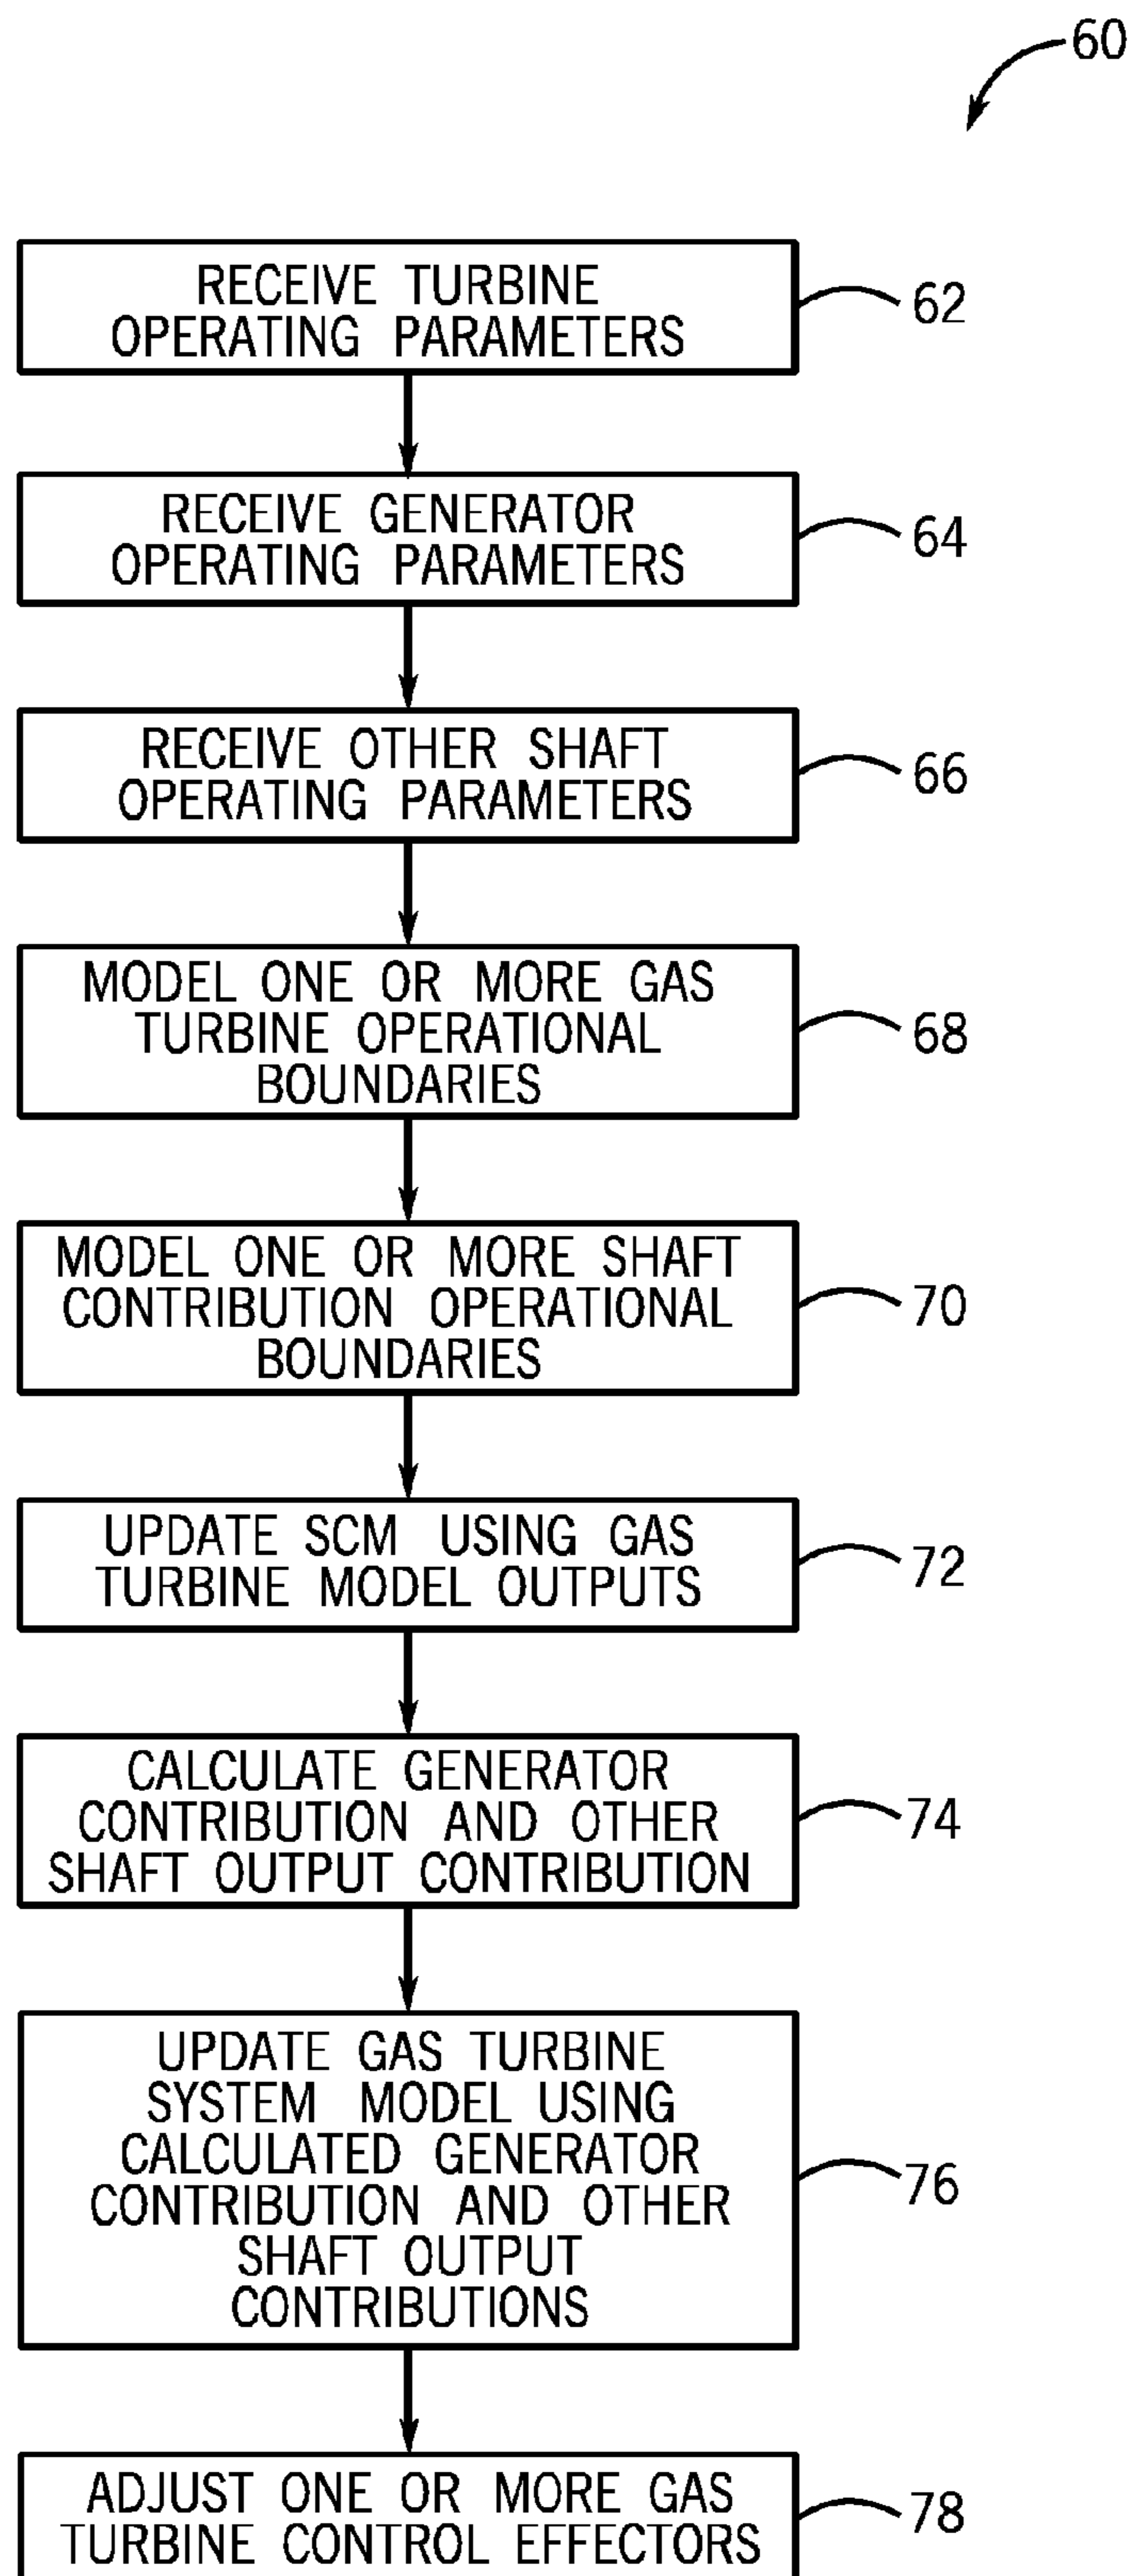 60
RECEIVE TURBINE
OPERATING PARAMETERS
62
RECEIVE GENERATOR
OPERATING PARAMETERS
64
RECEIVE OTHER SHAFT
OPERATING PARAMETERS
66
MODEL ONE OR MORE GAS
TURBINE OPERATIONAL
BOUNDARIES
68
MODEL ONE OR MORE SHAFT
CONTRIBUTION OPERATIONAL
BOUNDARIES
70
UPDATE SCM USING GAS
TURBINE MODEL OUTPUTS
72
CALCULATE GENERATOR
CONTRIBUTION AND OTHER
SHAFT OUTPUT CONTRIBUTION
74
UPDATE GAS TURBINE
SYSTEM MODEL USING
CALCULATED GENERATOR
CONTRIBUTION AND OTHER
SHAFT OUTPUT
CONTRIBUTIONS
76
ADJUST ONE OR MORE GAS
TURBINE CONTROL EFFECTORS
78